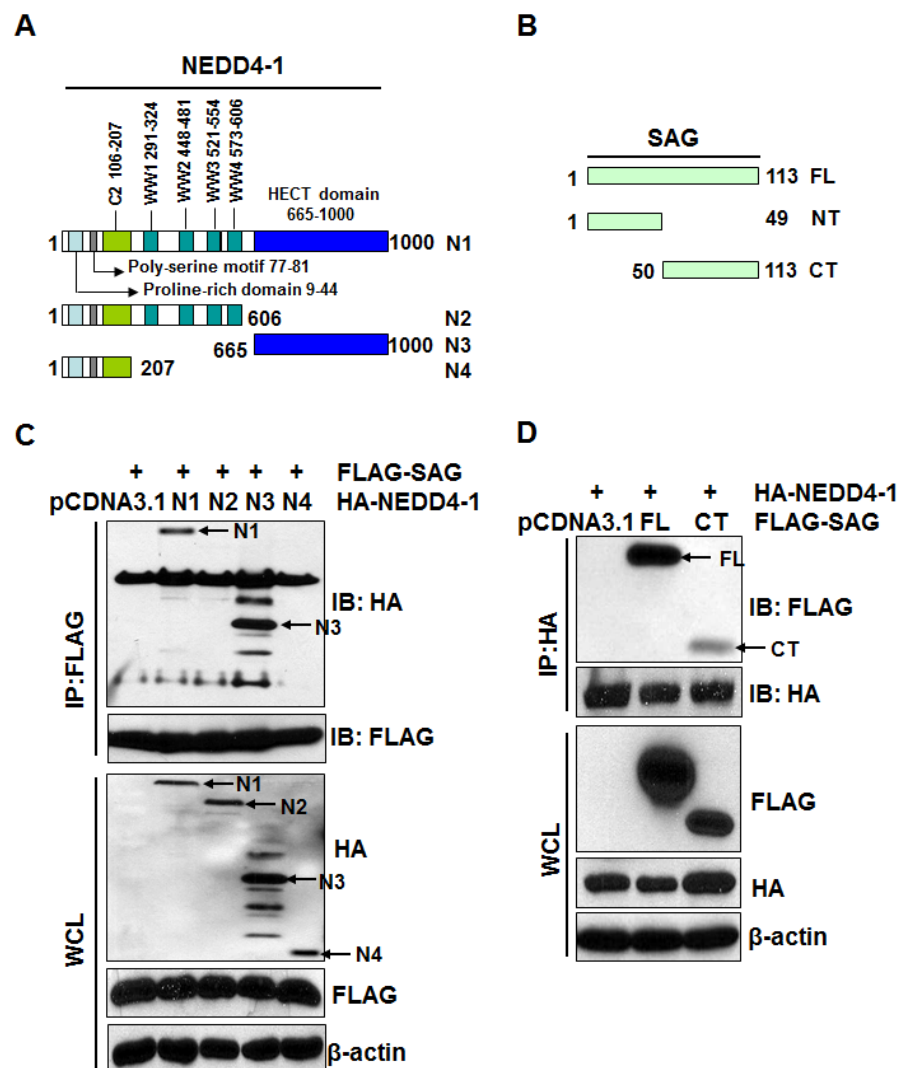 A
NEDD4-1
C2 106-207
WW1 291-324
WW2 448-481
WW3 521-554
WW4 573-606
HECT domain
665-1000
1 1000 N1
Poly-serine motif 77-81
Proline-rich domain 9-44
1 606 N2
665 1000 N3
1 207 N4
B
SAG
1 113 FL
1 49 NT
50 113 CT
C
+ + + + + FLAG-SAG
pCDNA3.1 N1 N2 N3 N4 HA-NEDD4-1
IP:FLAG
N1
IB: HA
N3
IB: FLAG
WCL
N1
N2
HA
N3
N4
FLAG
β-actin
D
+ + + HA-NEDD4-1
pCDNA3.1 FL CT FLAG-SAG
IP:HA
FL
IB: FLAG
CT
IB: HA
WCL
FLAG
HA
β-actin